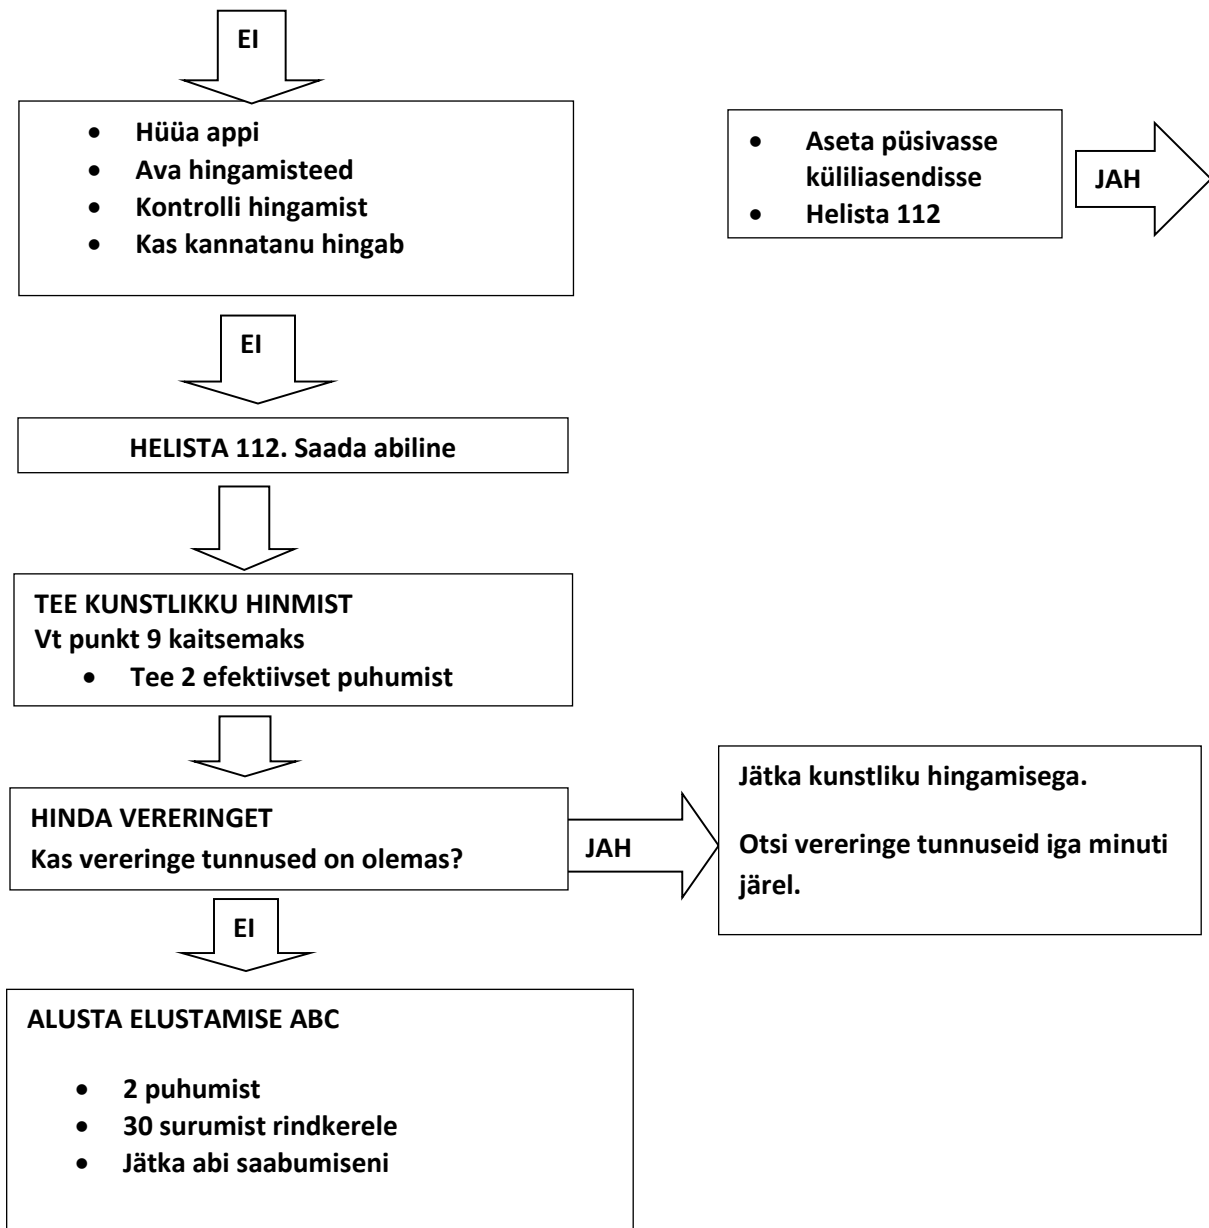 EI
• Hüüa appi
• Ava hingamisteed
• Kontrolli hingamist
• Kas kannatanu hingab
• Aseta püsivasse
küliliasendisse
• Helista 112
JAH
EI
HELISTA 112. Saada abiline
TEE KUNSTLIKKU HINMIST
Vt punkt 9 kaitsemaks
• Tee 2 efektiivset puhumist
HINDA VERERINGET
Kas vereringe tunnused on olemas?
JAH
Jätka kunstliku hingamisega.
Otsi vereringe tunnuseid iga minuti
järel.
EI
ALUSTA ELUSTAMISE ABC
• 2 puhumist
• 30 surumist rindkerele
• Jätka abi saabumiseni